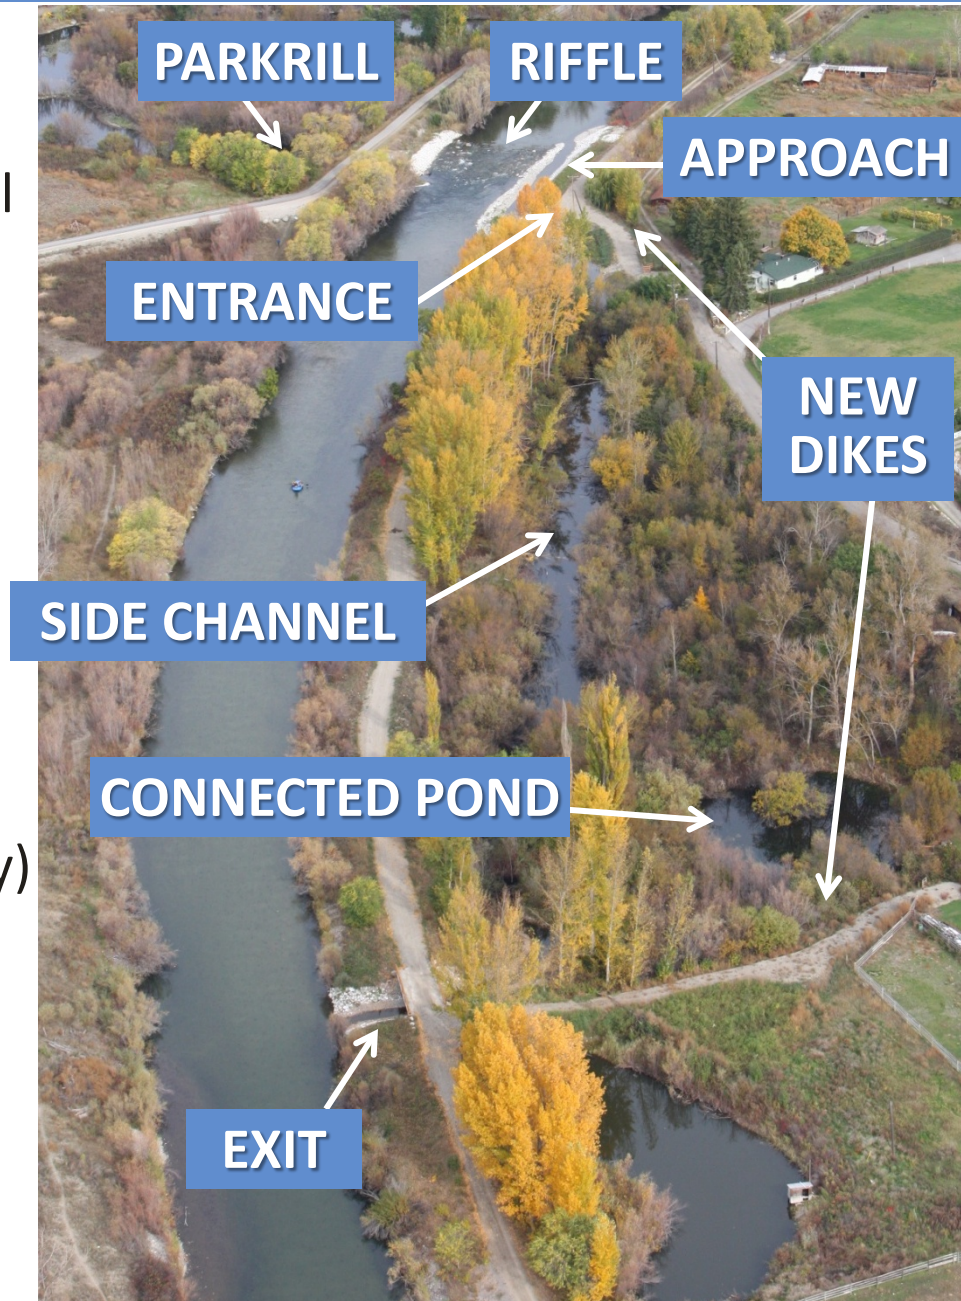 PARKRILL
RIFFLE
l
APPROACH
ENTRANCE
NEW
DIKES
SIDE CHANNEL
CONNECTED POND
y)
EXIT